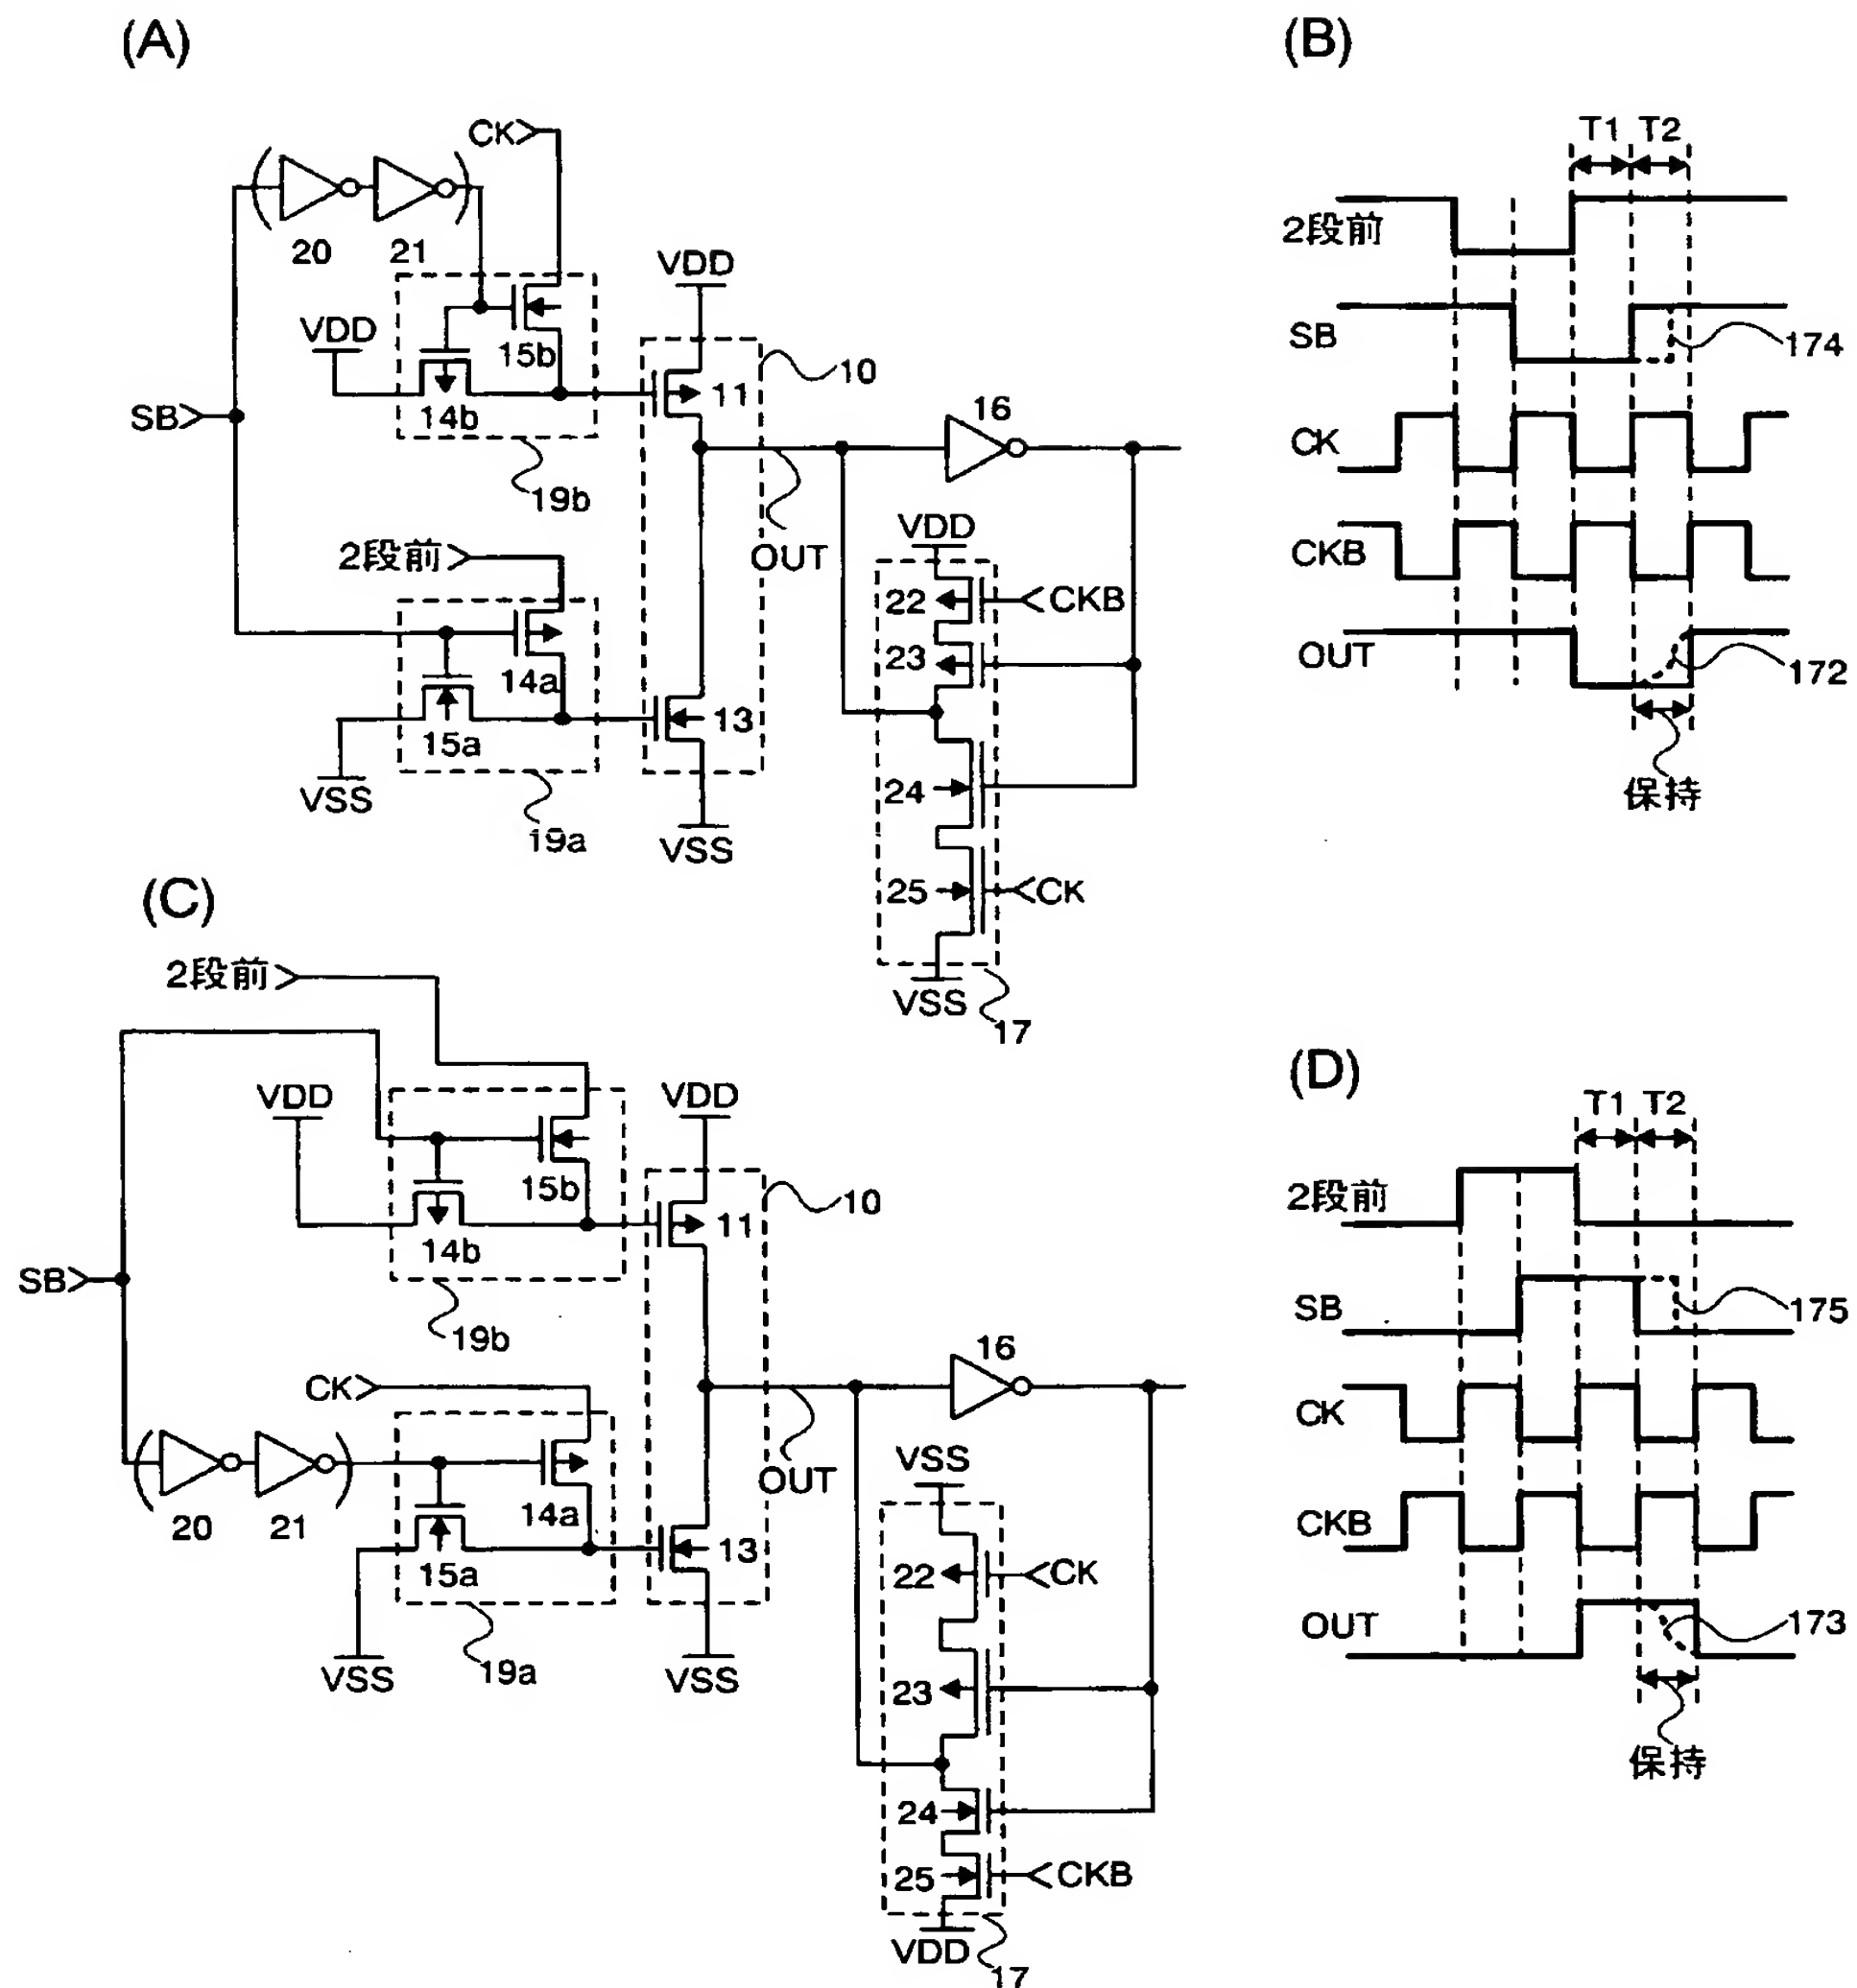 (A)
CK
20
21
VDD
15b
14b
19b
SB
2段前
14a
15a
VSS
19a
VDD
10
11
13
VSS
OUT
16
VDD
22
CKB
23
24
25
CK
VSS
17
(B)
T1
T2
2段前
SB
174
CK
CKB
OUT
172
保持
(C)
2段前
VDD
15b
14b
19b
SB
CK
20
21
14a
15a
VSS
19a
VDD
10
11
13
VSS
OUT
16
VSS
22
CK
23
24
25
CKB
VDD
17
(D)
T1
T2
2段前
SB
175
CK
CKB
OUT
173
保持